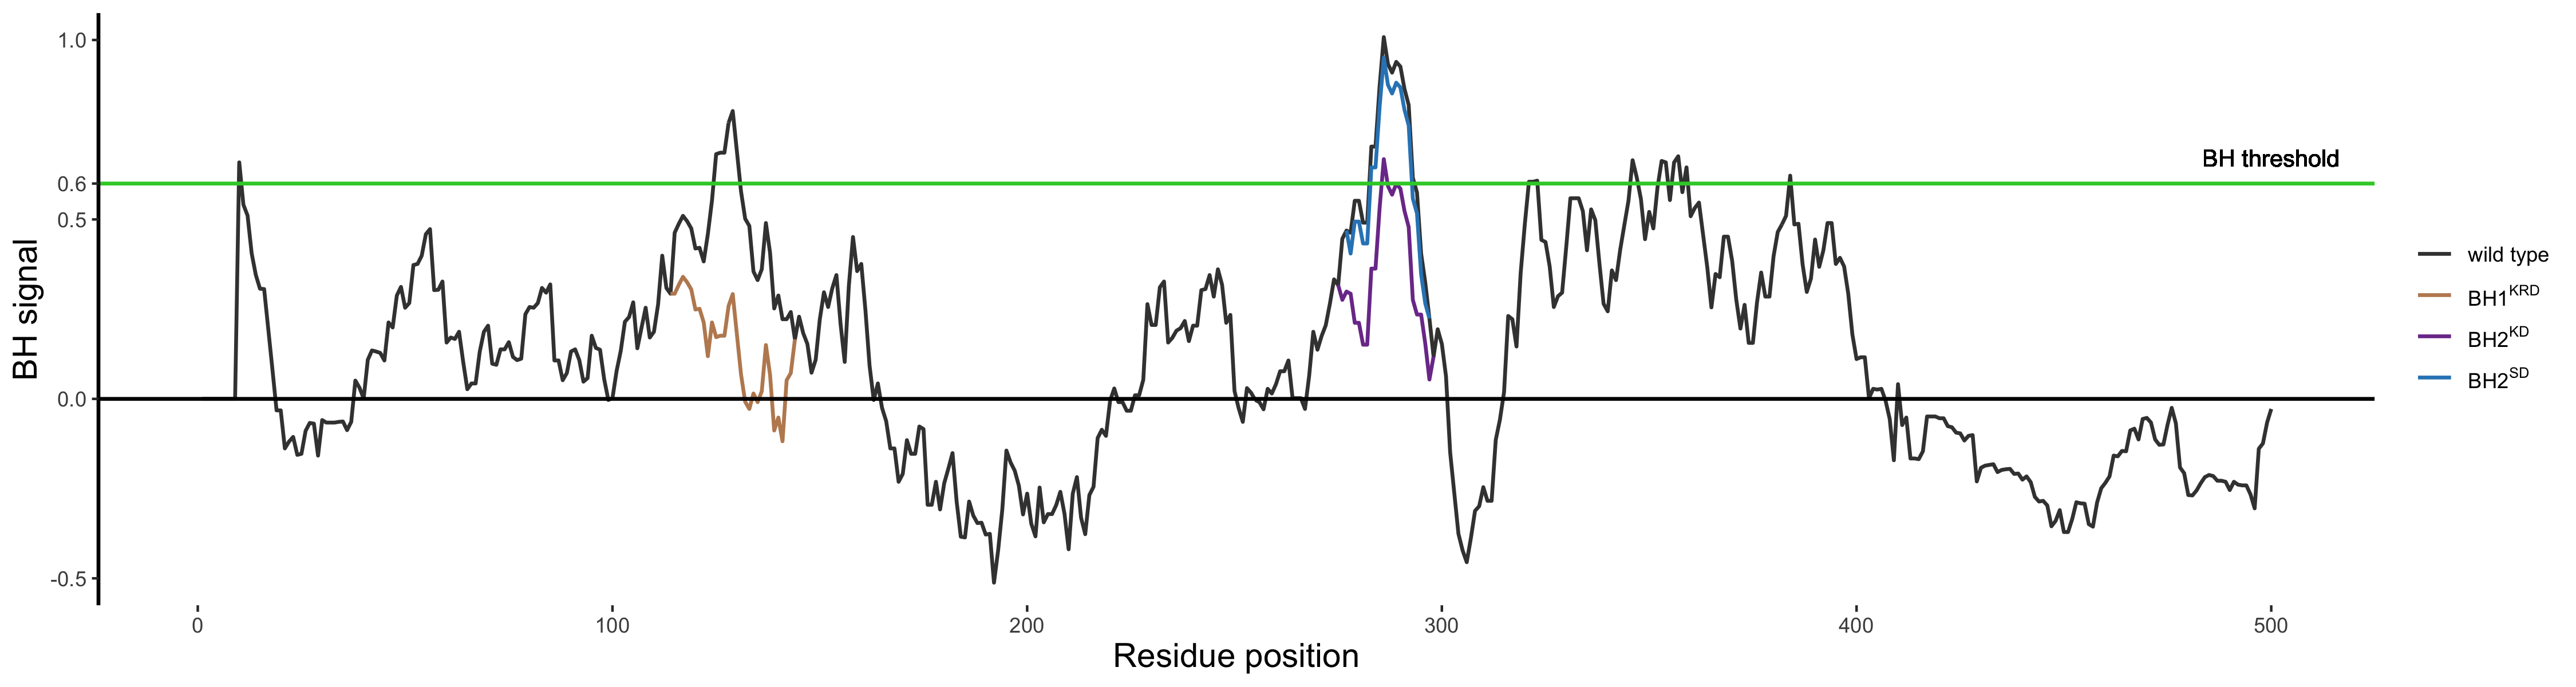 1.0
0.6
0.5
0.0
-0.5
BH signal
BH threshold
0
100
200
300
400
500
Residue position
wild type
BH1KRD
BH2KD
BH2SD